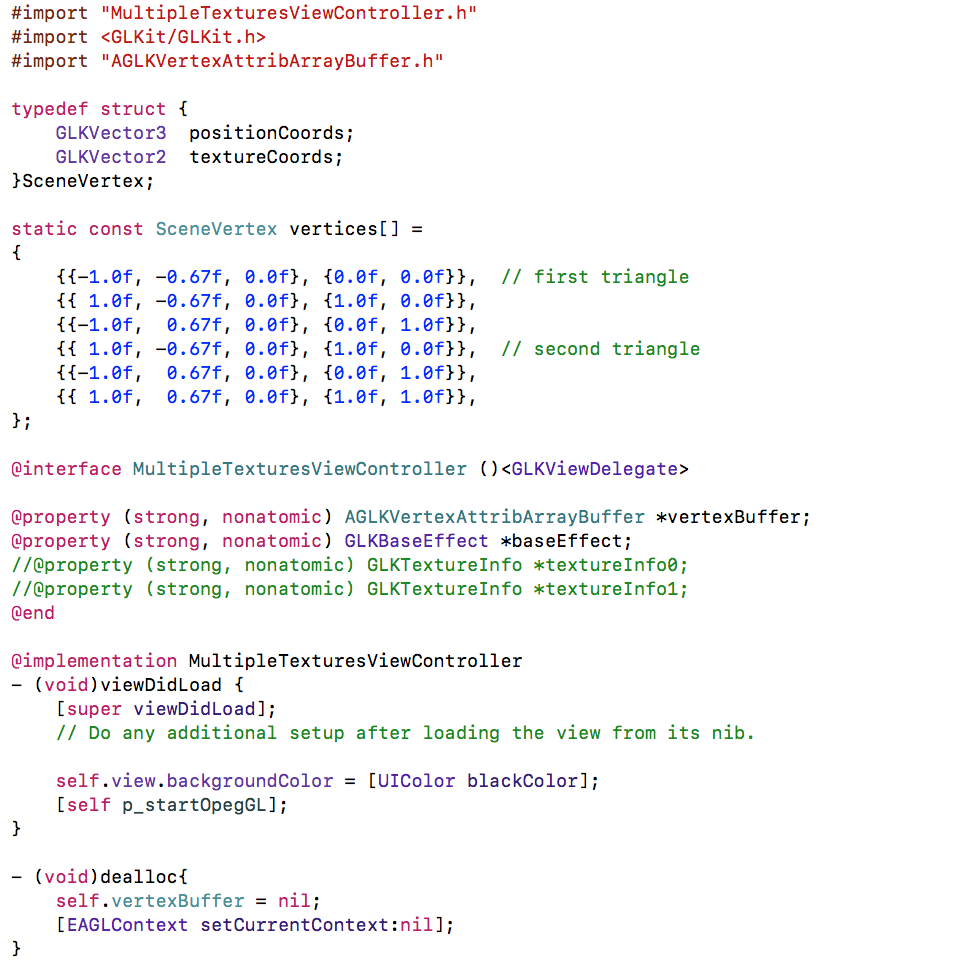 #import "MultipleTexturesViewController.h"
#import <GLKit/GLKit.h>
#import "AGLKVertexAttribArrayBuffer.h"

typedef struct {
    GLKVector3  positionCoords;
    GLKVector2  textureCoords;
}SceneVertex;

static const SceneVertex vertices[] =
{
    {{-1.0f, -0.67f, 0.0f}, {0.0f, 0.0f}},  // first triangle
    {{ 1.0f, -0.67f, 0.0f}, {1.0f, 0.0f}},
    {{-1.0f,  0.67f, 0.0f}, {0.0f, 1.0f}},
    {{ 1.0f, -0.67f, 0.0f}, {1.0f, 0.0f}},  // second triangle
    {{-1.0f,  0.67f, 0.0f}, {0.0f, 1.0f}},
    {{ 1.0f,  0.67f, 0.0f}, {1.0f, 1.0f}},
};

@interface MultipleTexturesViewController ()<GLKViewDelegate>

@property (strong, nonatomic) AGLKVertexAttribArrayBuffer *vertexBuffer;
@property (strong, nonatomic) GLKBaseEffect *baseEffect;
//@property (strong, nonatomic) GLKTextureInfo *textureInfo0;
//@property (strong, nonatomic) GLKTextureInfo *textureInfo1;
@end

@implementation MultipleTexturesViewController
- (void)viewDidLoad {
    [super viewDidLoad];
    // Do any additional setup after loading the view from its nib.

    self.view.backgroundColor = [UIColor blackColor];
    [self p_startOpegGL];
}

- (void)dealloc{
    self.vertexBuffer = nil;
    [EAGLContext setCurrentContext:nil];
}